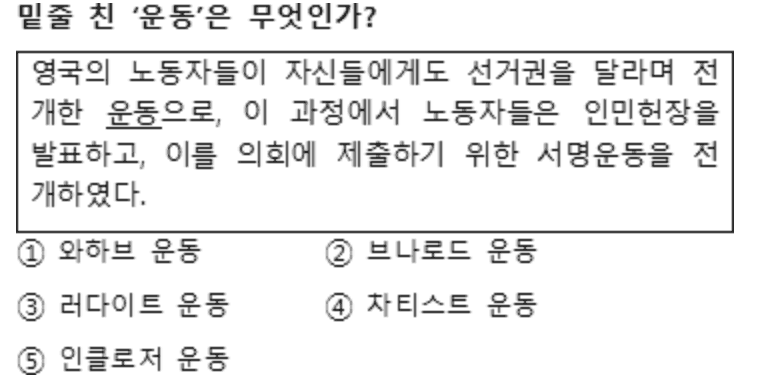 밑줄 친 ‘운동’은 무엇인가?
영국의 노동자들이 자신들에게도 선거권을 달라며 전
개한 운동으로, 이 과정에서 노동자들은 인민헌장을
발표하고, 이를 의회에 제출하기 위한 서명운동을 전
개하였다.
① 와하브 운동 ② 브나로드 운동
③ 러다이트 운동 ④ 차티스트 운동
⑤ 인클로저 운동